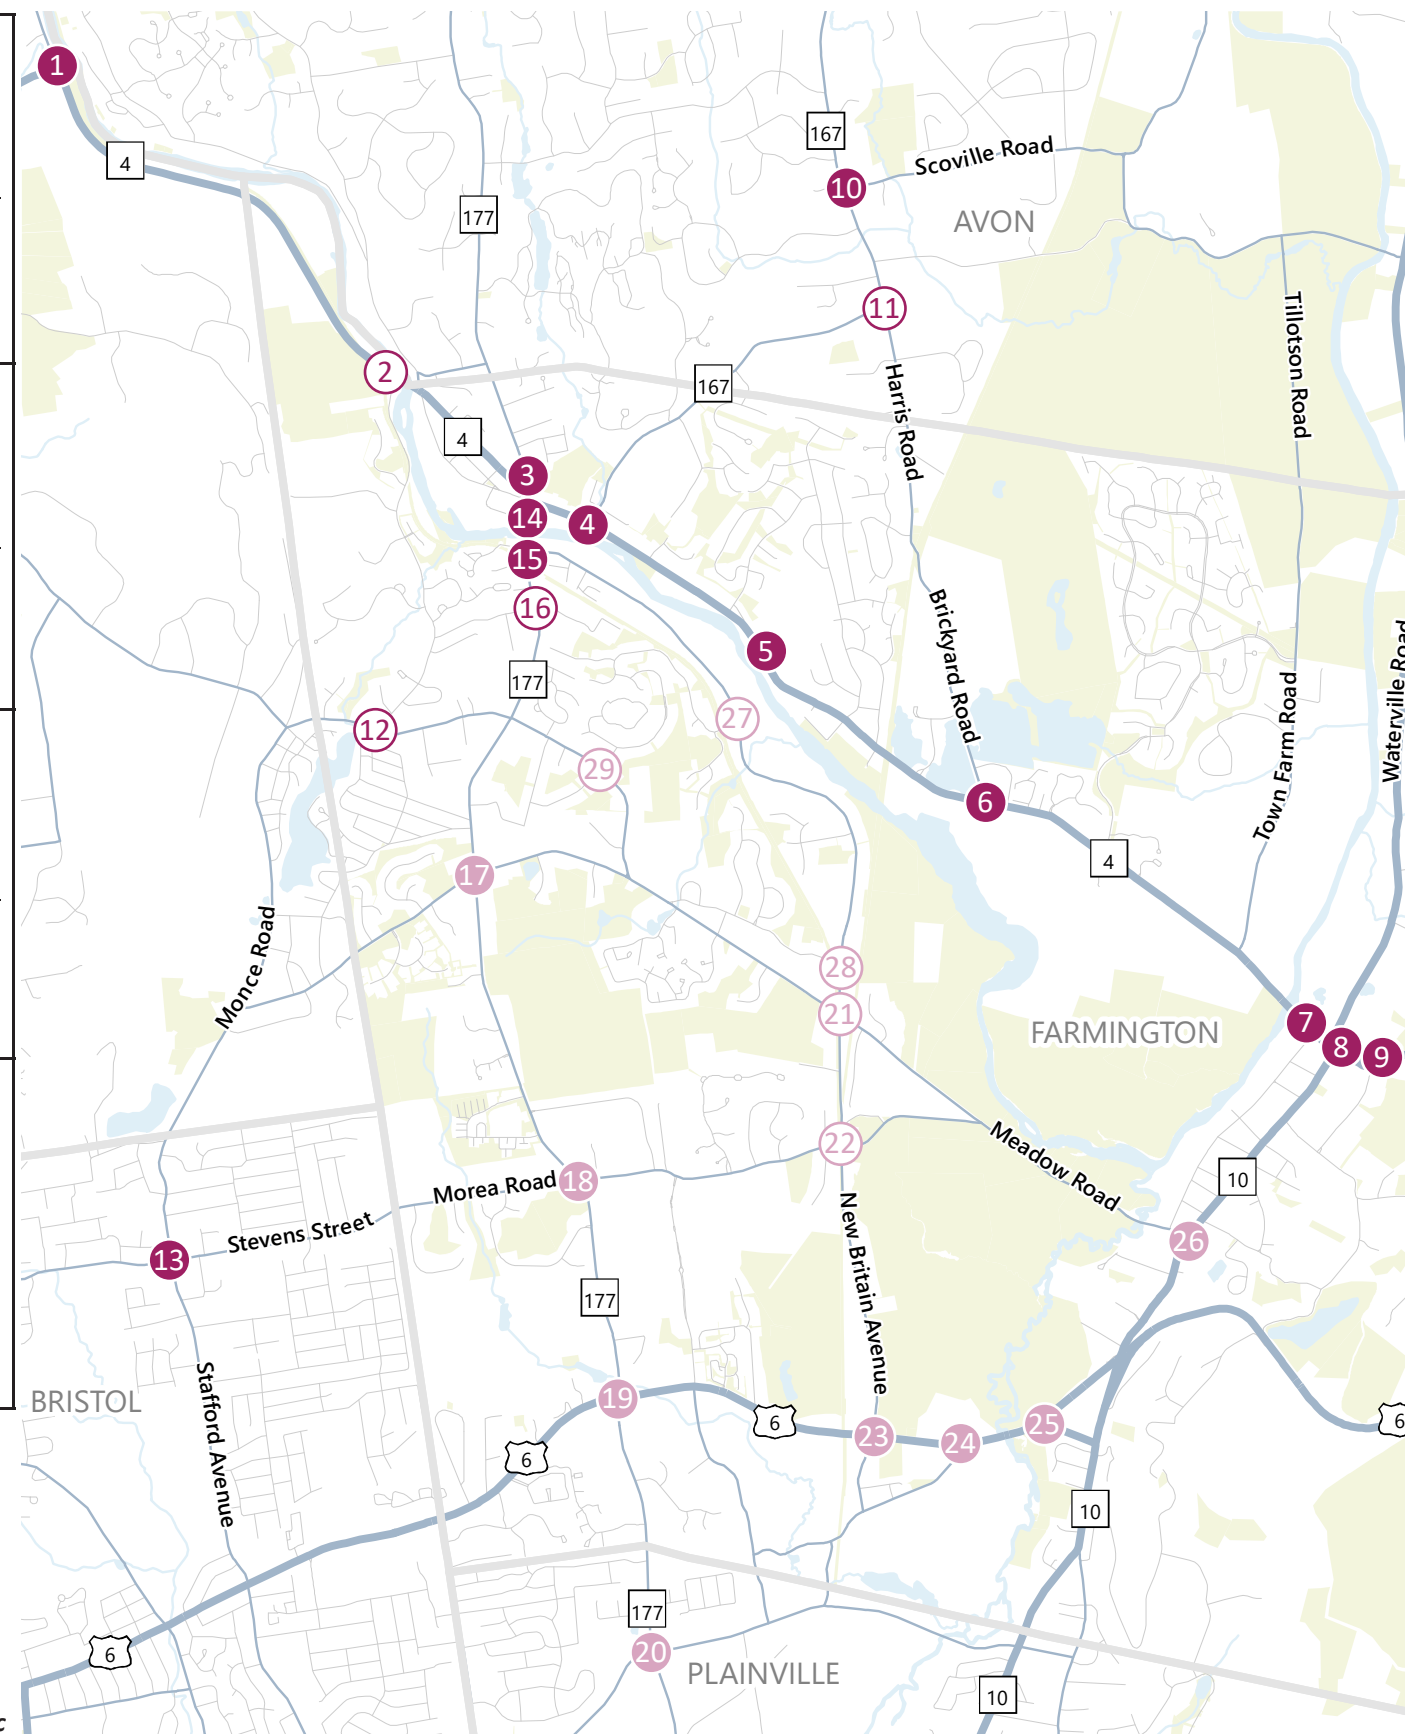 1
4
167
10
Scoville Road
177
AVON
11
Tillotson Road
2
167
Harris Road
4
3
14
4
15
Brickyard Road
16
5
Waterville Road
177
Town Farm Road
12
27
29
6
4
17
Monce Road
28
21
7
FARMINGTON
8
9
22
Meadow Road
10
18
Morea Road
Stevens Street
New Britain Avenue
26
13
177
Stafford Avenue
BRISTOL
19
6
6
25
23
24
6
10
177
20
6
PLAINVILLE
10
c